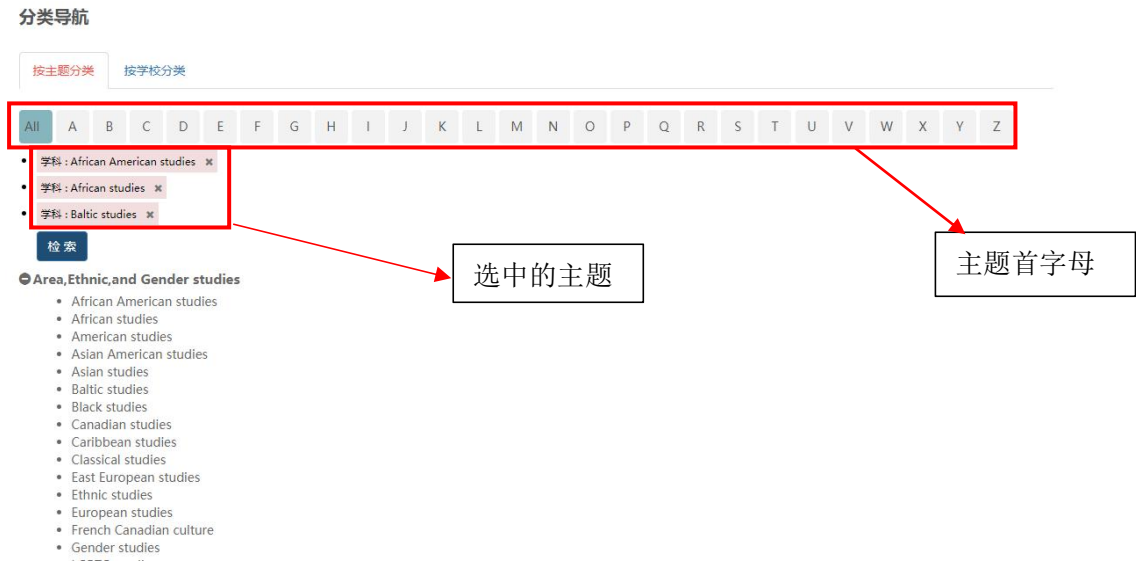 分类导航
按主题分类 按学校分类
All A B C D E F G H I J K L M N O P Q R S T U V W X Y Z
学科 : African American studies ✖
学科 : African studies ✖
学科 : Baltic studies ✖
检 索
选中的主题
主题首字母
Area,Ethnic,and Gender studies
African American studies
African studies
American studies
Asian American studies
Asian studies
Baltic studies
Black studies
Canadian studies
Caribbean studies
Classical studies
East European studies
Ethnic studies
European studies
French Canadian culture
Gender studies